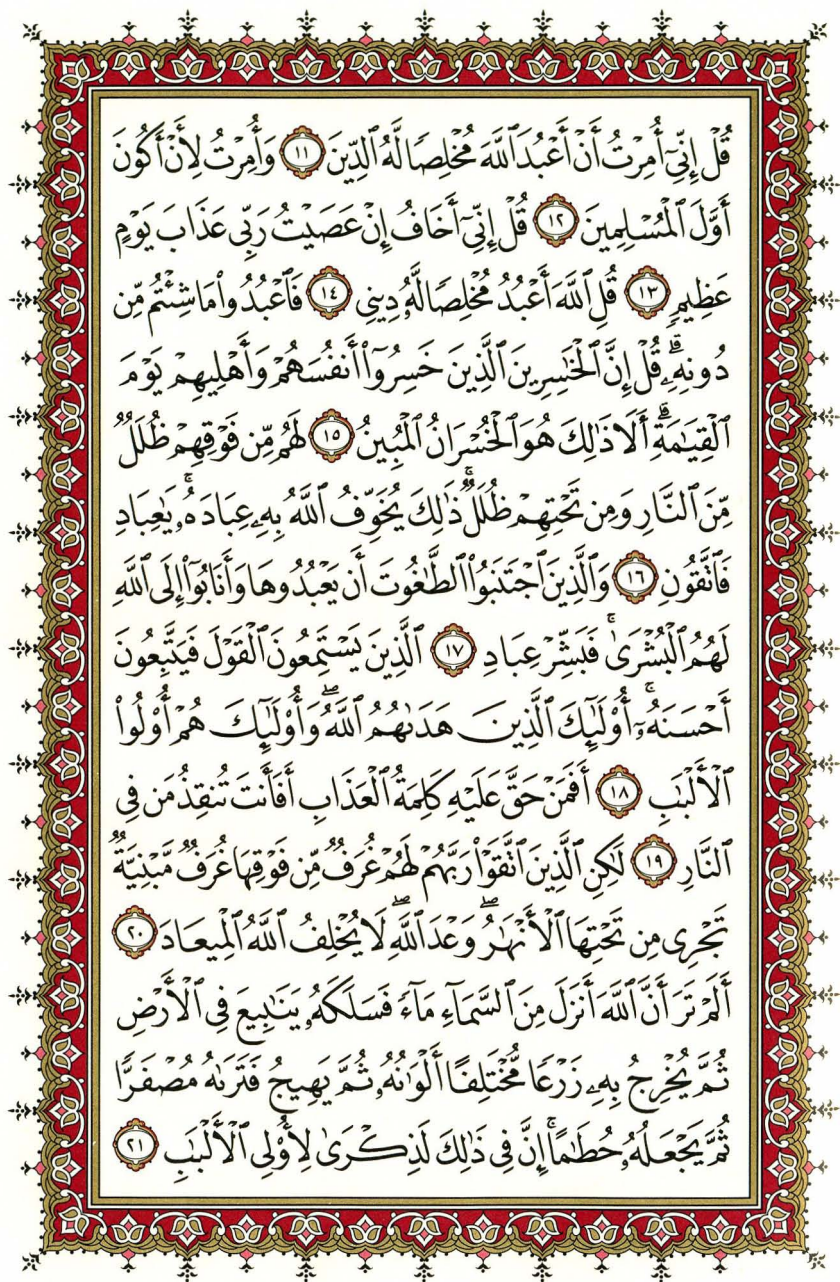 قُلْ إِنِّىٓ أُمِرْتُ أَنْ أَعْبُدَ ٱللَّهَ مُخْلِصًا لَّهُ ٱلدِّينَ ١١ وَأُمِرْتُ لِأَنْ أَكُونَ
أَوَّلَ ٱلْمُسْلِمِينَ ١٢ قُلْ إِنِّىٓ أَخَافُ إِنْ عَصَيْتُ رَبِّى عَذَابَ يَوْمٍ
عَظِيمٍ ١٣ قُلِ ٱللَّهَ أَعْبُدُ مُخْلِصًا لَّهُۥ دِينِى ١٤ فَٱعْبُدُوا۟ مَا شِئْتُم مِّن
دُونِهِۦ ۗ قُلْ إِنَّ ٱلْخَٰسِرِينَ ٱلَّذِينَ خَسِرُوٓا۟ أَنفُسَهُمْ وَأَهْلِيهِمْ يَوْمَ
ٱلْقِيَٰمَةِ ۗ أَلَا ذَٰلِكَ هُوَ ٱلْخُسْرَانُ ٱلْمُبِينُ ١٥ لَهُم مِّن فَوْقِهِمْ ظُلَلٌ
مِّنَ ٱلنَّارِ وَمِن تَحْتِهِمْ ظُلَلٌ ۚ ذَٰلِكَ يُخَوِّفُ ٱللَّهُ بِهِۦ عِبَادَهُۥ ۚ يَٰعِبَادِ
فَٱتَّقُونِ ١٦ وَٱلَّذِينَ ٱجْتَنَبُوا۟ ٱلطَّٰغُوتَ أَن يَعْبُدُوهَا وَأَنَابُوٓا۟ إِلَى ٱللَّهِ
لَهُمُ ٱلْبُشْرَىٰ ۚ فَبَشِّرْ عِبَادِ ١٧ ٱلَّذِينَ يَسْتَمِعُونَ ٱلْقَوْلَ فَيَتَّبِعُونَ
أَحْسَنَهُۥٓ ۚ أُو۟لَٰٓئِكَ ٱلَّذِينَ هَدَىٰهُمُ ٱللَّهُ ۖ وَأُو۟لَٰٓئِكَ هُمْ أُو۟لُوا۟
ٱلْأَلْبَٰبِ ١٨ أَفَمَنْ حَقَّ عَلَيْهِ كَلِمَةُ ٱلْعَذَابِ أَفَأَنتَ تُنقِذُ مَن فِى
ٱلنَّارِ ١٩ لَٰكِنِ ٱلَّذِينَ ٱتَّقَوْا۟ رَبَّهُمْ لَهُمْ غُرَفٌ مِّن فَوْقِهَا غُرَفٌ مَّبْنِيَّةٌ
تَجْرِى مِن تَحْتِهَا ٱلْأَنْهَٰرُ ۖ وَعْدَ ٱللَّهِ ۖ لَا يُخْلِفُ ٱللَّهُ ٱلْمِيعَادَ ٢٠
أَلَمْ تَرَ أَنَّ ٱللَّهَ أَنزَلَ مِنَ ٱلسَّمَآءِ مَآءً فَسَلَكَهُۥ يَنَٰبِيعَ فِى ٱلْأَرْضِ
ثُمَّ يُخْرِجُ بِهِۦ زَرْعًا مُّخْتَلِفًا أَلْوَٰنُهُۥ ثُمَّ يَهِيجُ فَتَرَىٰهُ مُصْفَرًّا
ثُمَّ يَجْعَلُهُۥ حُطَٰمًا ۚ إِنَّ فِى ذَٰلِكَ لَذِكْرَىٰ لِأُو۟لِى ٱلْأَلْبَٰبِ ٢١